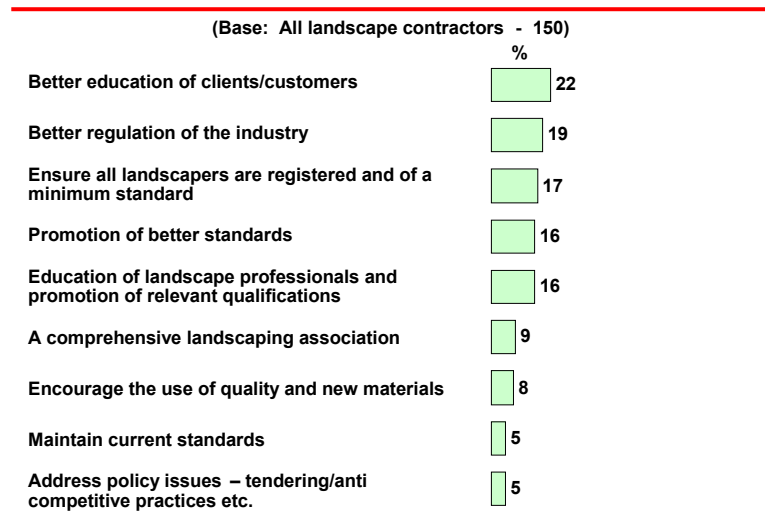 (Base: All landscape contractors - 150)
%
Better education of clients/customers 22
Better regulation of the industry 19
Ensure all landscapers are registered and of a
minimum standard 17
Promotion of better standards 16
Education of landscape professionals and
promotion of relevant qualifications 16
A comprehensive landscaping association 9
Encourage the use of quality and new materials 8
Maintain current standards 5
Address policy issues – tendering/anti
competitive practices etc. 5